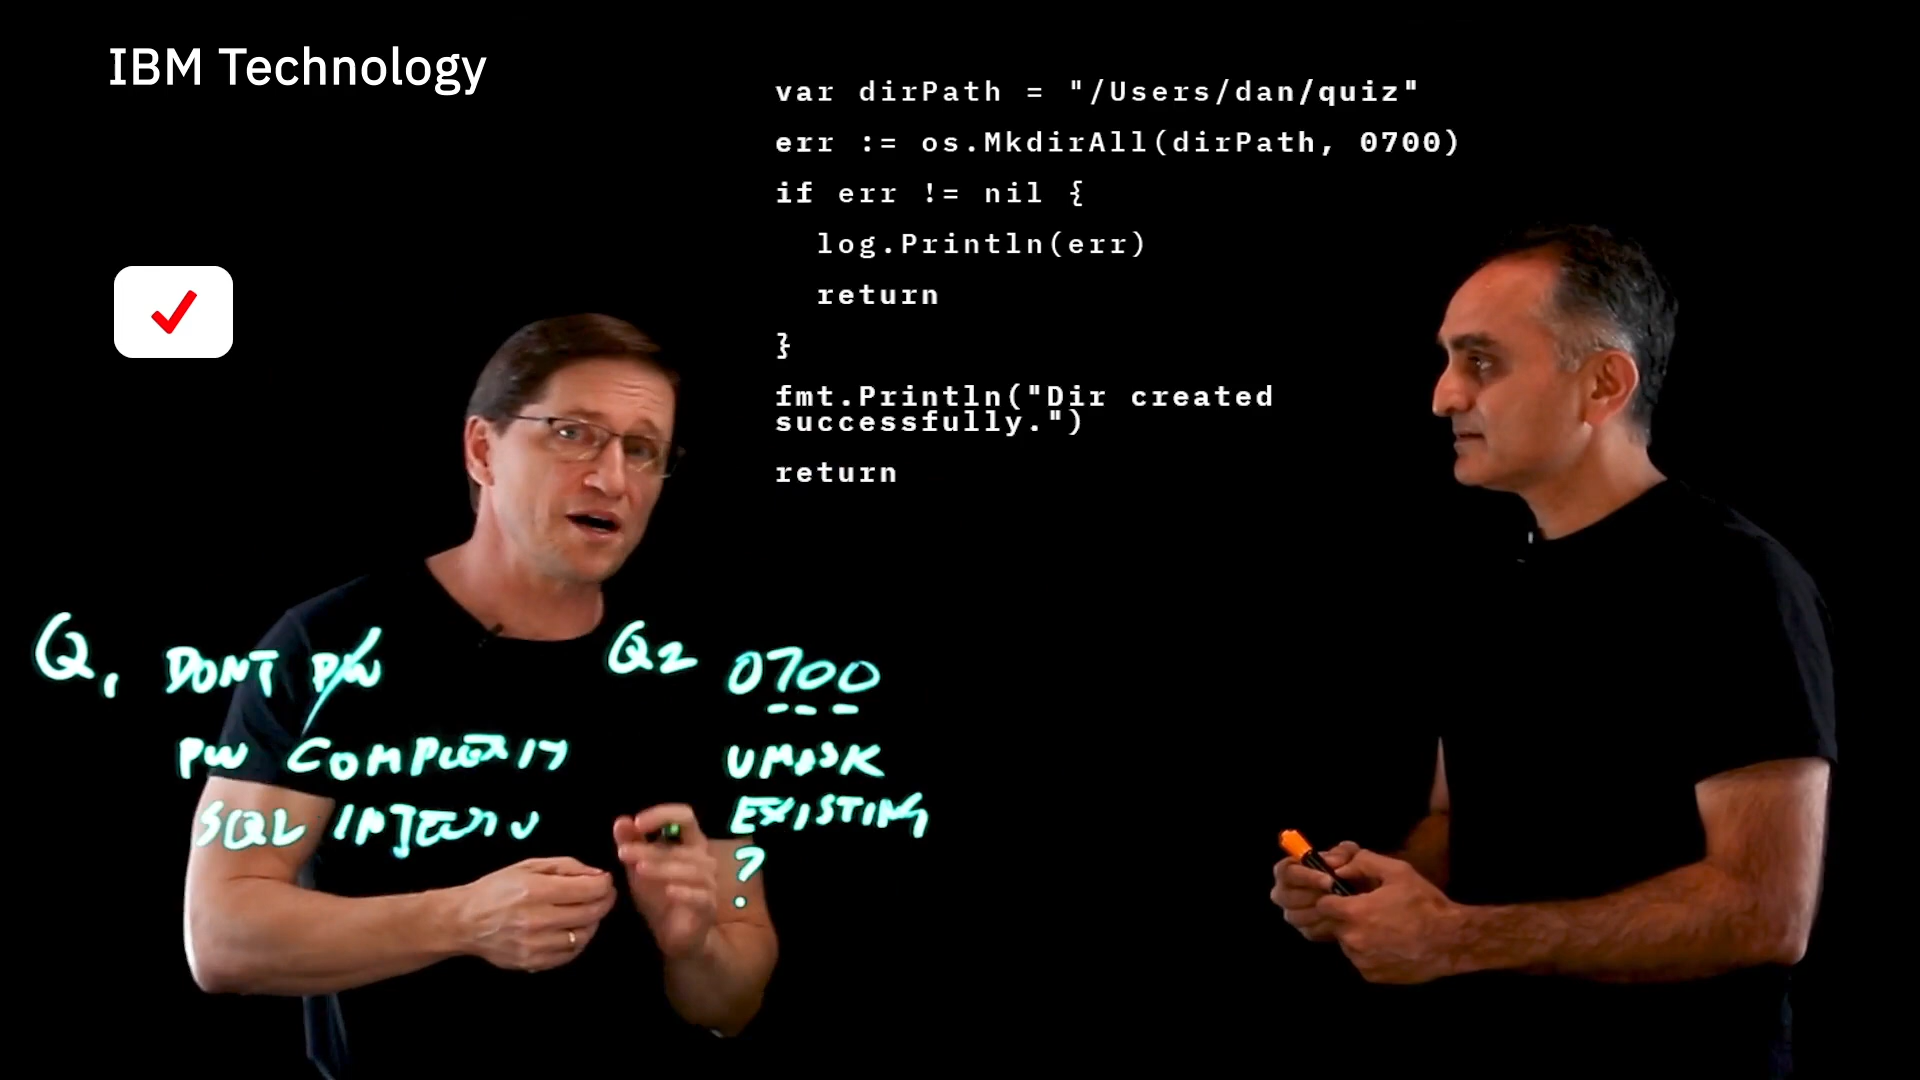 IBM Technology
var dirPath = "/Users/dan/quiz"
err := os.MkdirAll(dirPath, 0700)
if err != nil {
log.Println(err)
return
}
fmt.Println("Dir created
successfully.")
return
Q1 DONT PW
PW COMPLEXITY
SQL
Q2 0700
UMASK
EXISTING
?